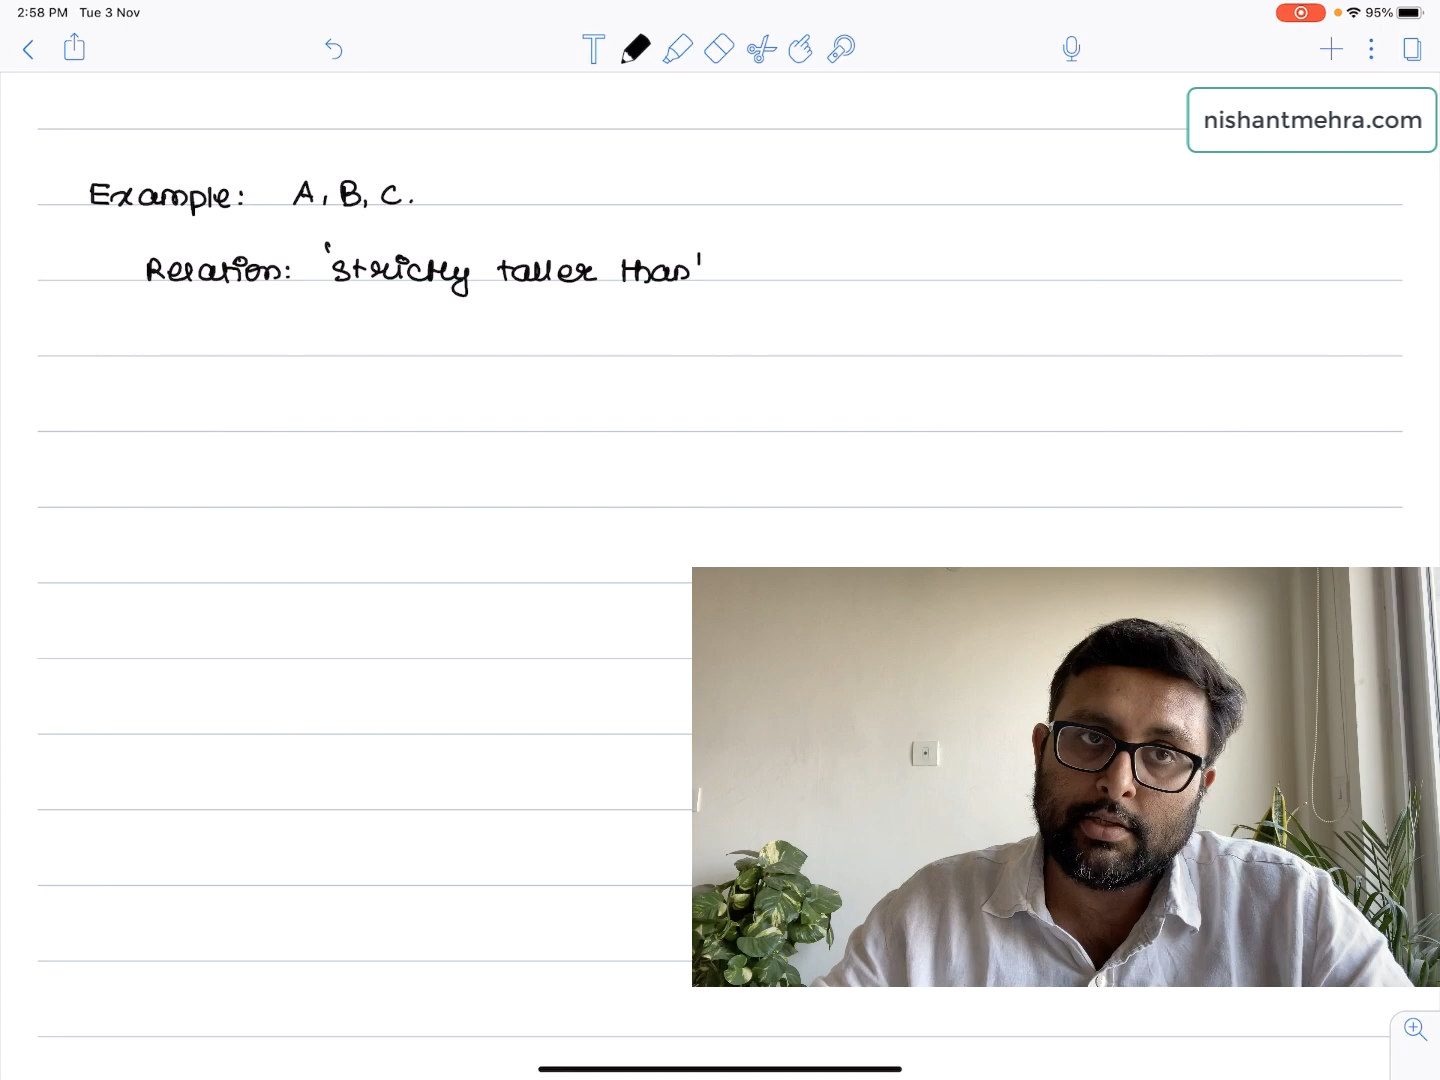 2:58 PM Tue 3 Nov 95%
nishantmehra.com
Example: A, B, C.
Relation: 'strictly taller than'